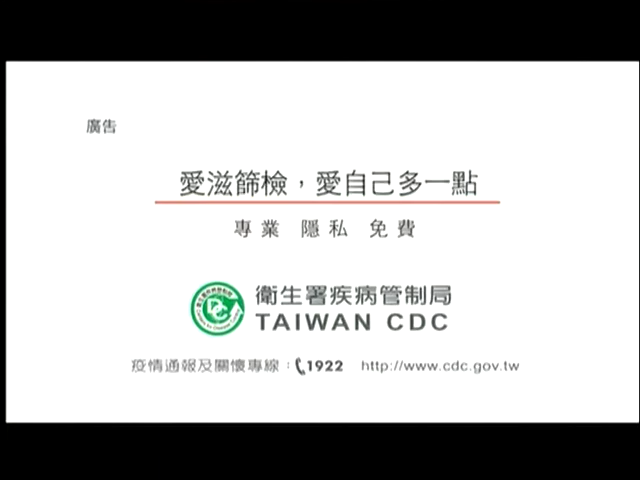 廣告
愛滋篩檢，愛自己多一點
專業 隱私 免費
衛生署疾病管制局
TAIWAN CDC
疫情通報及關懷專線：1922 http://www.cdc.gov.tw